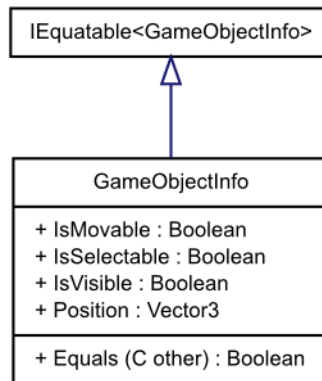 IEquatable<GameObjectInfo>
GameObjectInfo
+ IsMovable : Boolean
+ IsSelectable : Boolean
+ IsVisible : Boolean
+ Position : Vector3
+ Equals (C other) : Boolean